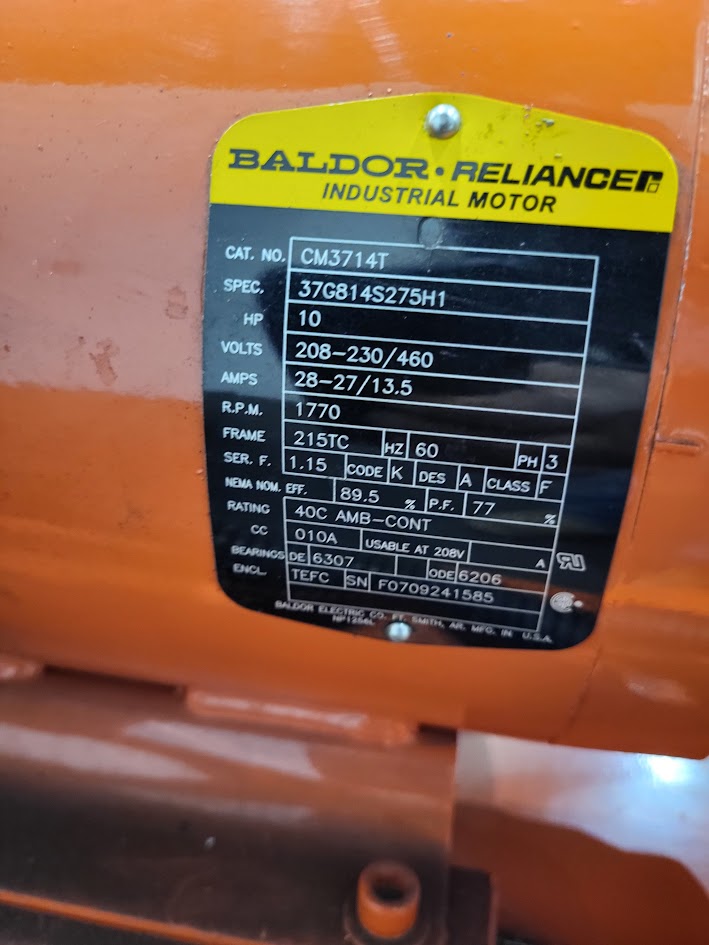 BALDOR · RELIANCER
INDUSTRIAL MOTOR
CAT. NO. CM3714T
SPEC. 37G814S275H1
HP 10
VOLTS 208-230/460
AMPS 28-27/13.5
R.P.M. 1770
FRAME 215TC HZ 60 PH 3
SER. F. 1.15 CODE K DES A CLASS F
NEMA NOM. EFF. 89.5 % P.F. 77 %
RATING 40C AMB-CONT
CC 010A USABLE AT 208V A
BEARINGS DE 6307 ODE 6206
ENCL. TEFC SN F0709241585
BALDOR ELECTRIC CO. FT. SMITH, AR. MFG. IN U.S.A.